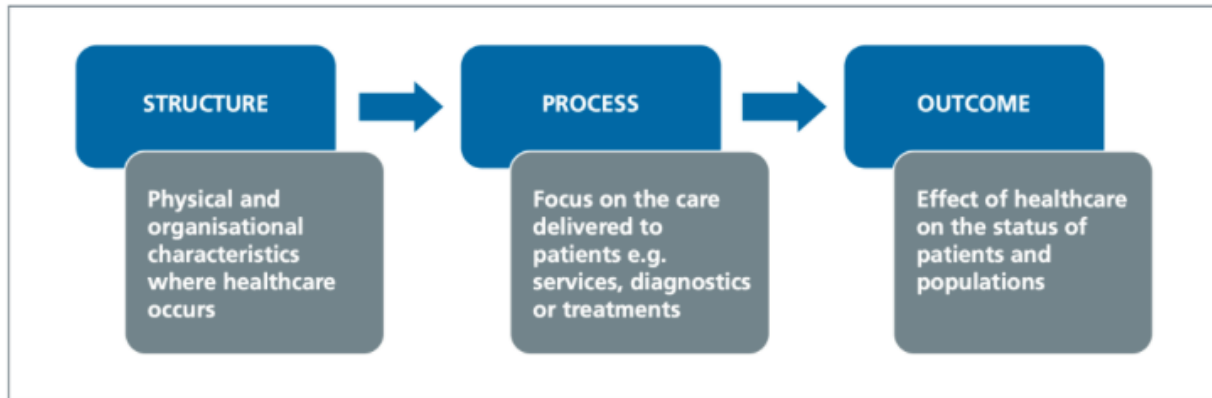 STRUCTURE
Physical and
organisational
characteristics
where healthcare
occurs
PROCESS
Focus on the care
delivered to
patients e.g.
services, diagnostics
or treatments
OUTCOME
Effect of healthcare
on the status of
patients and
populations